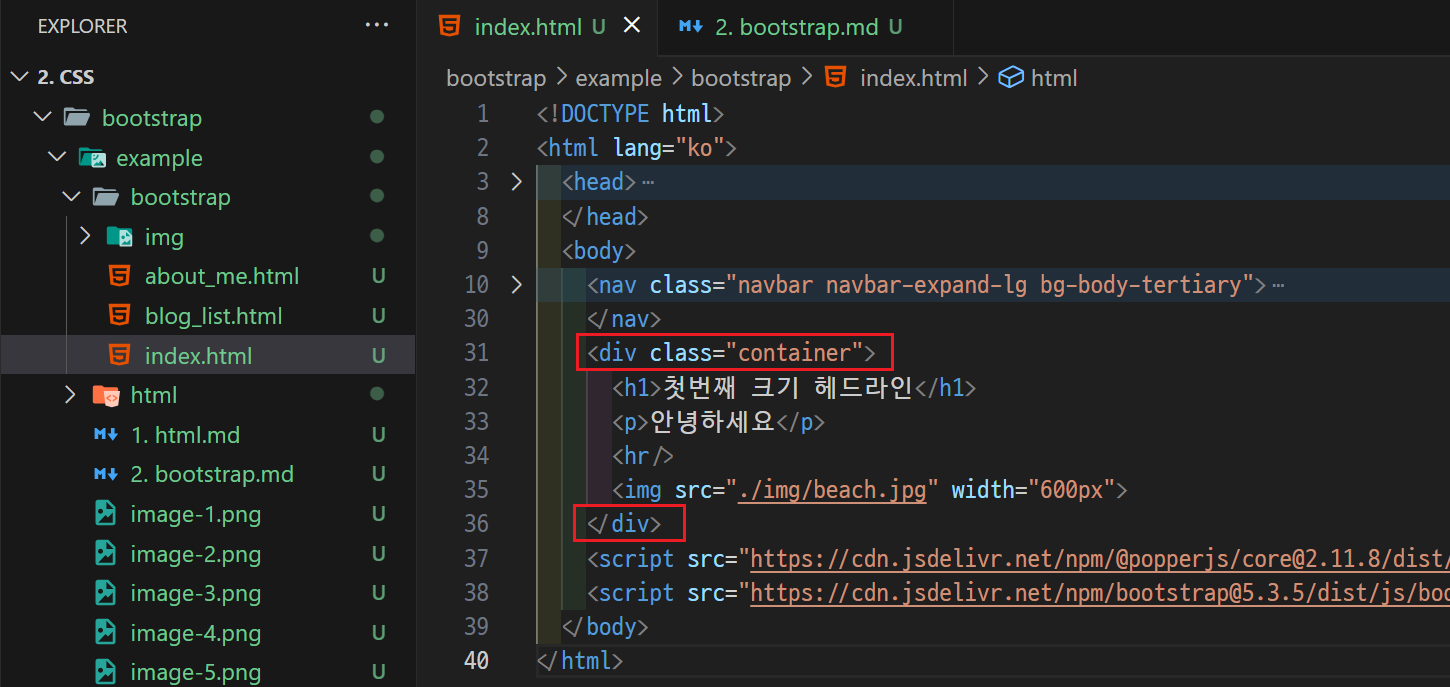 EXPLORER ···
2. CSS
bootstrap
example
bootstrap
img
about_me.html U
blog_list.html U
index.html U
html
1. html.md U
2. bootstrap.md U
image-1.png U
image-2.png U
image-3.png U
image-4.png U
image-5.png U
index.html U × 2. bootstrap.md U
bootstrap > example > bootstrap > index.html > html
1 <!DOCTYPE html>
2 <html lang="ko">
3 > <head> ···
8 </head>
9 <body>
10 > <nav class="navbar navbar-expand-lg bg-body-tertiary"> ···
30 </nav>
31 <div class="container">
32 <h1>첫번째 크기 헤드라인</h1>
33 <p>안녕하세요</p>
34 <hr/>
35 <img src="./img/beach.jpg" width="600px">
36 </div>
37 <script src="https://cdn.jsdelivr.net/npm/@popperjs/core@2.11.8/dist/
38 <script src="https://cdn.jsdelivr.net/npm/bootstrap@5.3.5/dist/js/boo
39 </body>
40 </html>